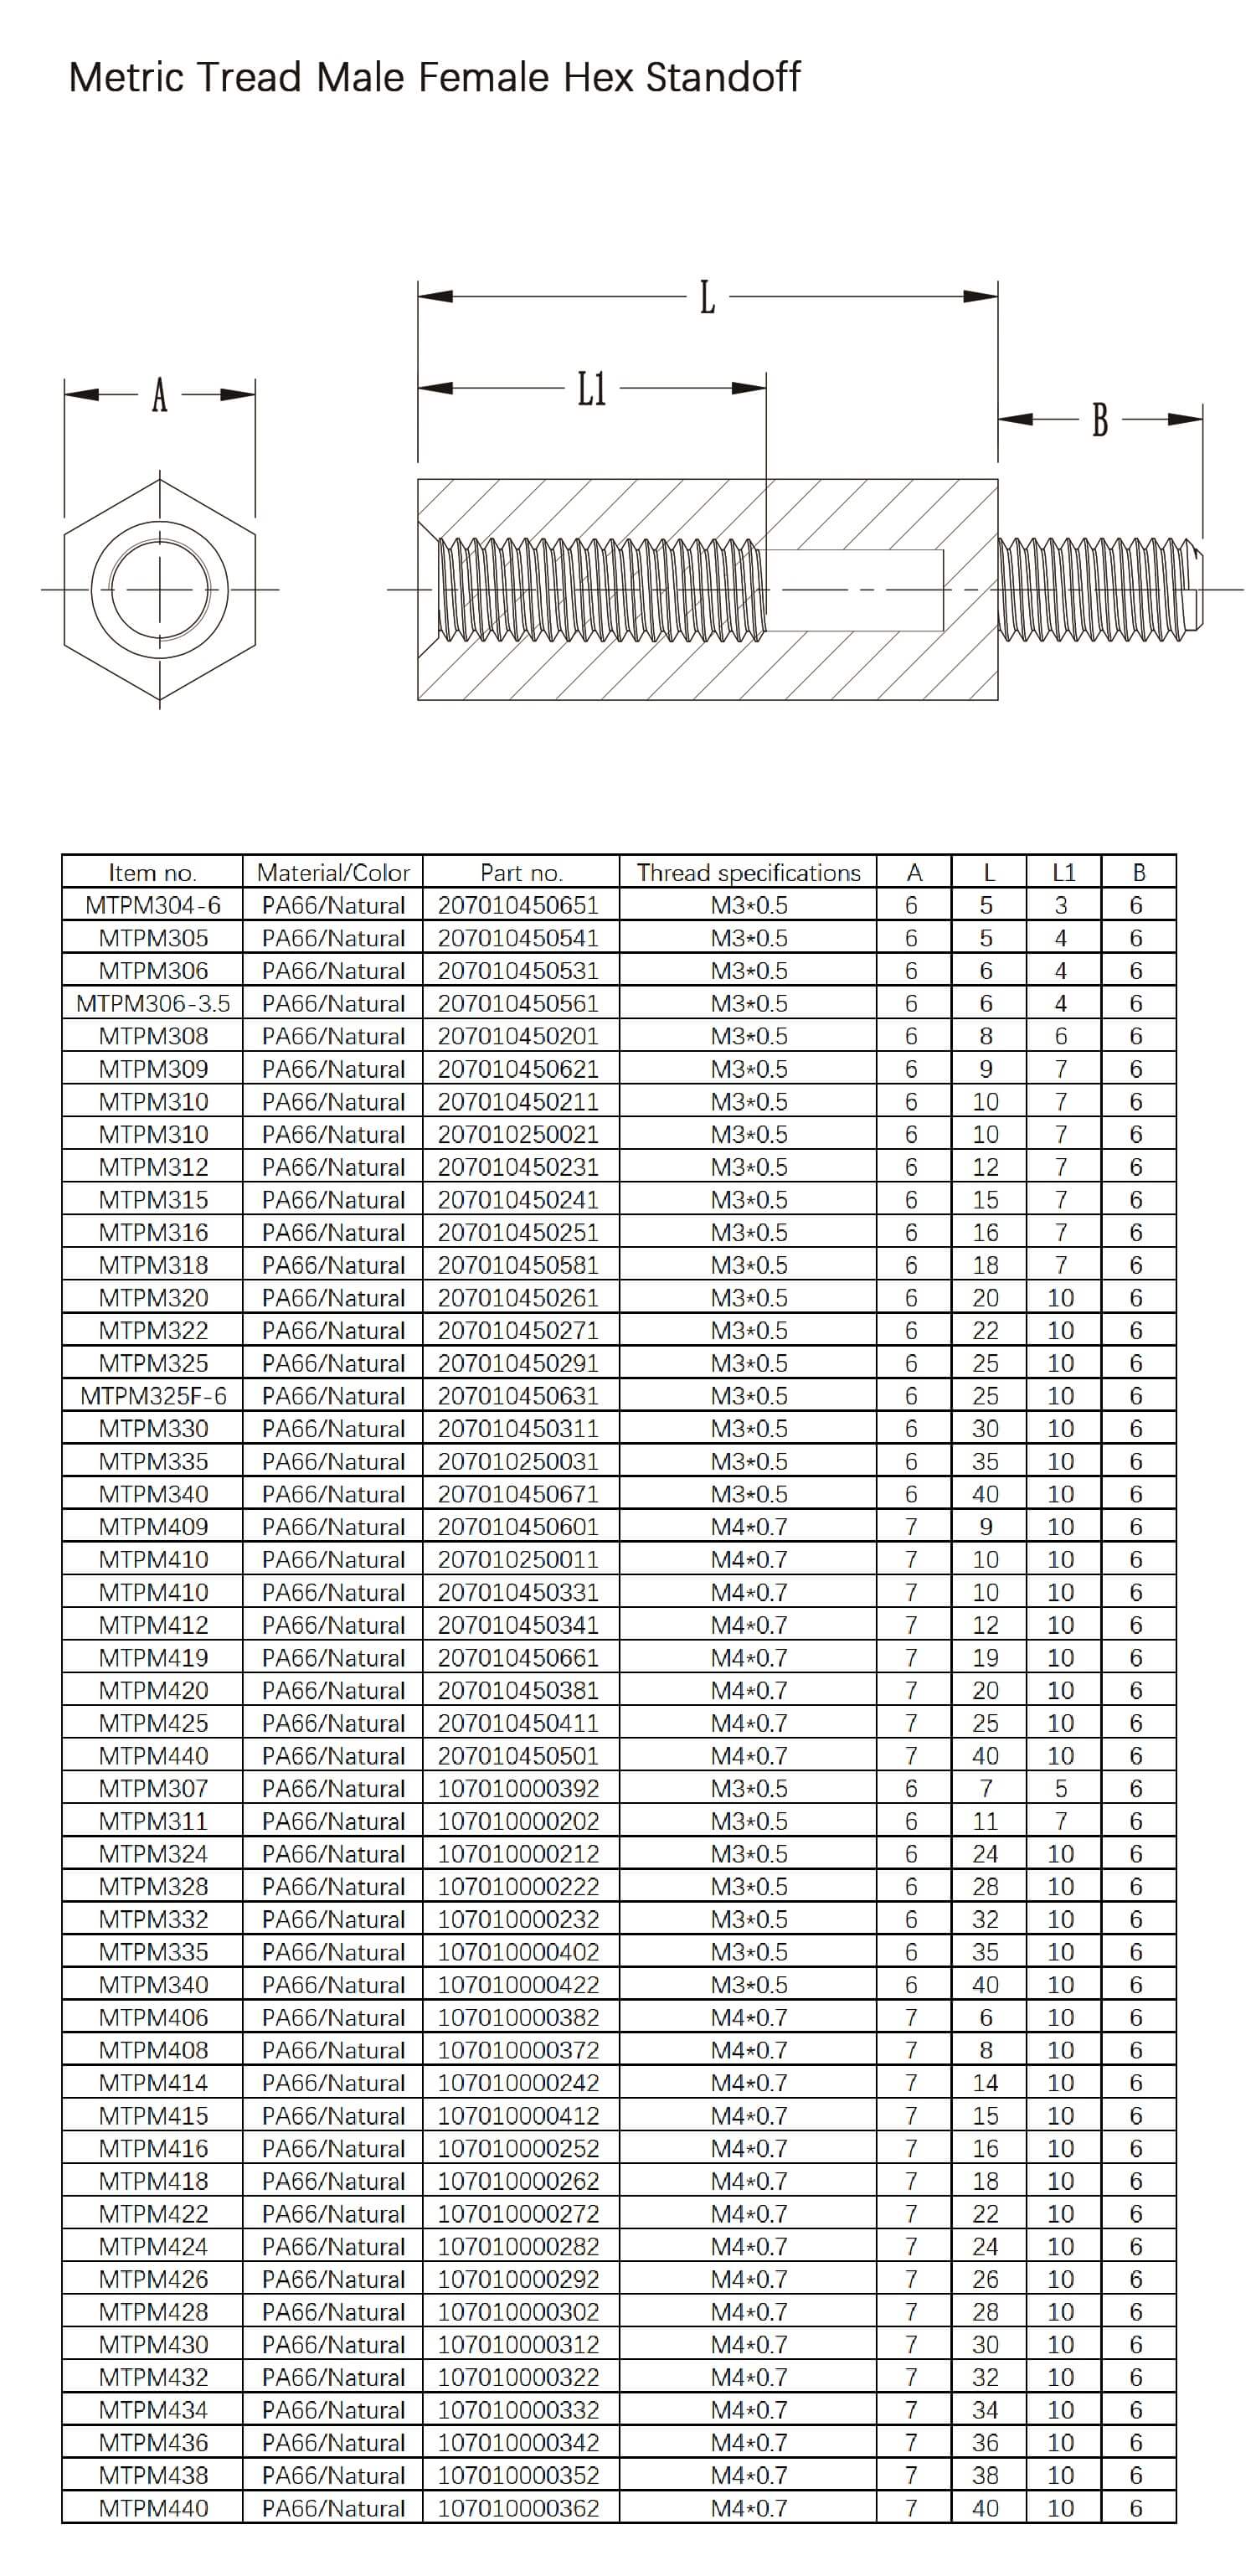 Metric Tread Male Female Hex Standoff
L
L1
A
B
Item no. Material/Color Part no. Thread specifications A L L1 B
MTPM304-6 PA66/Natural 207010450651 M3*0.5 6 5 3 6
MTPM305 PA66/Natural 207010450541 M3*0.5 6 5 4 6
MTPM306 PA66/Natural 207010450531 M3*0.5 6 6 4 6
MTPM306-3.5 PA66/Natural 207010450561 M3*0.5 6 6 4 6
MTPM308 PA66/Natural 207010450201 M3*0.5 6 8 6 6
MTPM309 PA66/Natural 207010450621 M3*0.5 6 9 7 6
MTPM310 PA66/Natural 207010450211 M3*0.5 6 10 7 6
MTPM310 PA66/Natural 207010250021 M3*0.5 6 10 7 6
MTPM312 PA66/Natural 207010450231 M3*0.5 6 12 7 6
MTPM315 PA66/Natural 207010450241 M3*0.5 6 15 7 6
MTPM316 PA66/Natural 207010450251 M3*0.5 6 16 7 6
MTPM318 PA66/Natural 207010450581 M3*0.5 6 18 7 6
MTPM320 PA66/Natural 207010450261 M3*0.5 6 20 10 6
MTPM322 PA66/Natural 207010450271 M3*0.5 6 22 10 6
MTPM325 PA66/Natural 207010450291 M3*0.5 6 25 10 6
MTPM325F-6 PA66/Natural 207010450631 M3*0.5 6 25 10 6
MTPM330 PA66/Natural 207010450311 M3*0.5 6 30 10 6
MTPM335 PA66/Natural 207010250031 M3*0.5 6 35 10 6
MTPM340 PA66/Natural 207010450671 M3*0.5 6 40 10 6
MTPM409 PA66/Natural 207010450601 M4*0.7 7 9 10 6
MTPM410 PA66/Natural 207010250011 M4*0.7 7 10 10 6
MTPM410 PA66/Natural 207010450331 M4*0.7 7 10 10 6
MTPM412 PA66/Natural 207010450341 M4*0.7 7 12 10 6
MTPM419 PA66/Natural 207010450661 M4*0.7 7 19 10 6
MTPM420 PA66/Natural 207010450381 M4*0.7 7 20 10 6
MTPM425 PA66/Natural 207010450411 M4*0.7 7 25 10 6
MTPM440 PA66/Natural 207010450501 M4*0.7 7 40 10 6
MTPM307 PA66/Natural 107010000392 M3*0.5 6 7 5 6
MTPM311 PA66/Natural 107010000202 M3*0.5 6 11 7 6
MTPM324 PA66/Natural 107010000212 M3*0.5 6 24 10 6
MTPM328 PA66/Natural 107010000222 M3*0.5 6 28 10 6
MTPM332 PA66/Natural 107010000232 M3*0.5 6 32 10 6
MTPM335 PA66/Natural 107010000402 M3*0.5 6 35 10 6
MTPM340 PA66/Natural 107010000422 M3*0.5 6 40 10 6
MTPM406 PA66/Natural 107010000382 M4*0.7 7 6 10 6
MTPM408 PA66/Natural 107010000372 M4*0.7 7 8 10 6
MTPM414 PA66/Natural 107010000242 M4*0.7 7 14 10 6
MTPM415 PA66/Natural 107010000412 M4*0.7 7 15 10 6
MTPM416 PA66/Natural 107010000252 M4*0.7 7 16 10 6
MTPM418 PA66/Natural 107010000262 M4*0.7 7 18 10 6
MTPM422 PA66/Natural 107010000272 M4*0.7 7 22 10 6
MTPM424 PA66/Natural 107010000282 M4*0.7 7 24 10 6
MTPM426 PA66/Natural 107010000292 M4*0.7 7 26 10 6
MTPM428 PA66/Natural 107010000302 M4*0.7 7 28 10 6
MTPM430 PA66/Natural 107010000312 M4*0.7 7 30 10 6
MTPM432 PA66/Natural 107010000322 M4*0.7 7 32 10 6
MTPM434 PA66/Natural 107010000332 M4*0.7 7 34 10 6
MTPM436 PA66/Natural 107010000342 M4*0.7 7 36 10 6
MTPM438 PA66/Natural 107010000352 M4*0.7 7 38 10 6
MTPM440 PA66/Natural 107010000362 M4*0.7 7 40 10 6